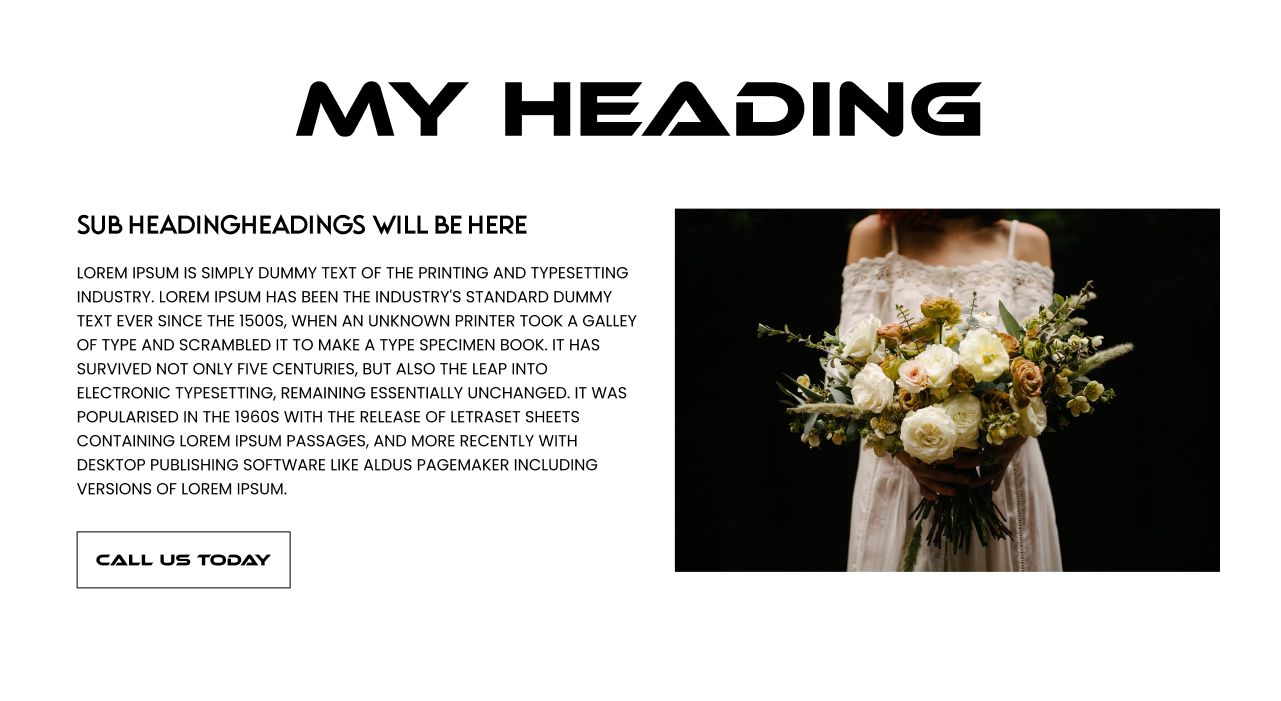 MY HEADING
SUB HEADINGHEADINGS WILL BE HERE
LOREM IPSUM IS SIMPLY DUMMY TEXT OF THE PRINTING AND TYPESETTING
INDUSTRY. LOREM IPSUM HAS BEEN THE INDUSTRY'S STANDARD DUMMY
TEXT EVER SINCE THE 1500S, WHEN AN UNKNOWN PRINTER TOOK A GALLEY
OF TYPE AND SCRAMBLED IT TO MAKE A TYPE SPECIMEN BOOK. IT HAS
SURVIVED NOT ONLY FIVE CENTURIES, BUT ALSO THE LEAP INTO
ELECTRONIC TYPESETTING, REMAINING ESSENTIALLY UNCHANGED. IT WAS
POPULARISED IN THE 1960S WITH THE RELEASE OF LETRASET SHEETS
CONTAINING LOREM IPSUM PASSAGES, AND MORE RECENTLY WITH
DESKTOP PUBLISHING SOFTWARE LIKE ALDUS PAGEMAKER INCLUDING
VERSIONS OF LOREM IPSUM.
CALL US TODAY